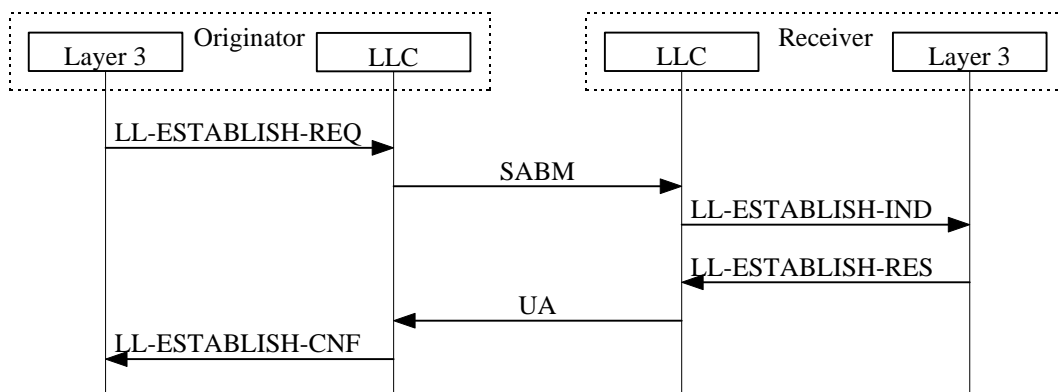 Originator
Receiver
Layer 3
LLC
LLC
Layer 3
LL-ESTABLISH-REQ
SABM
LL-ESTABLISH-IND
LL-ESTABLISH-RES
UA
LL-ESTABLISH-CNF